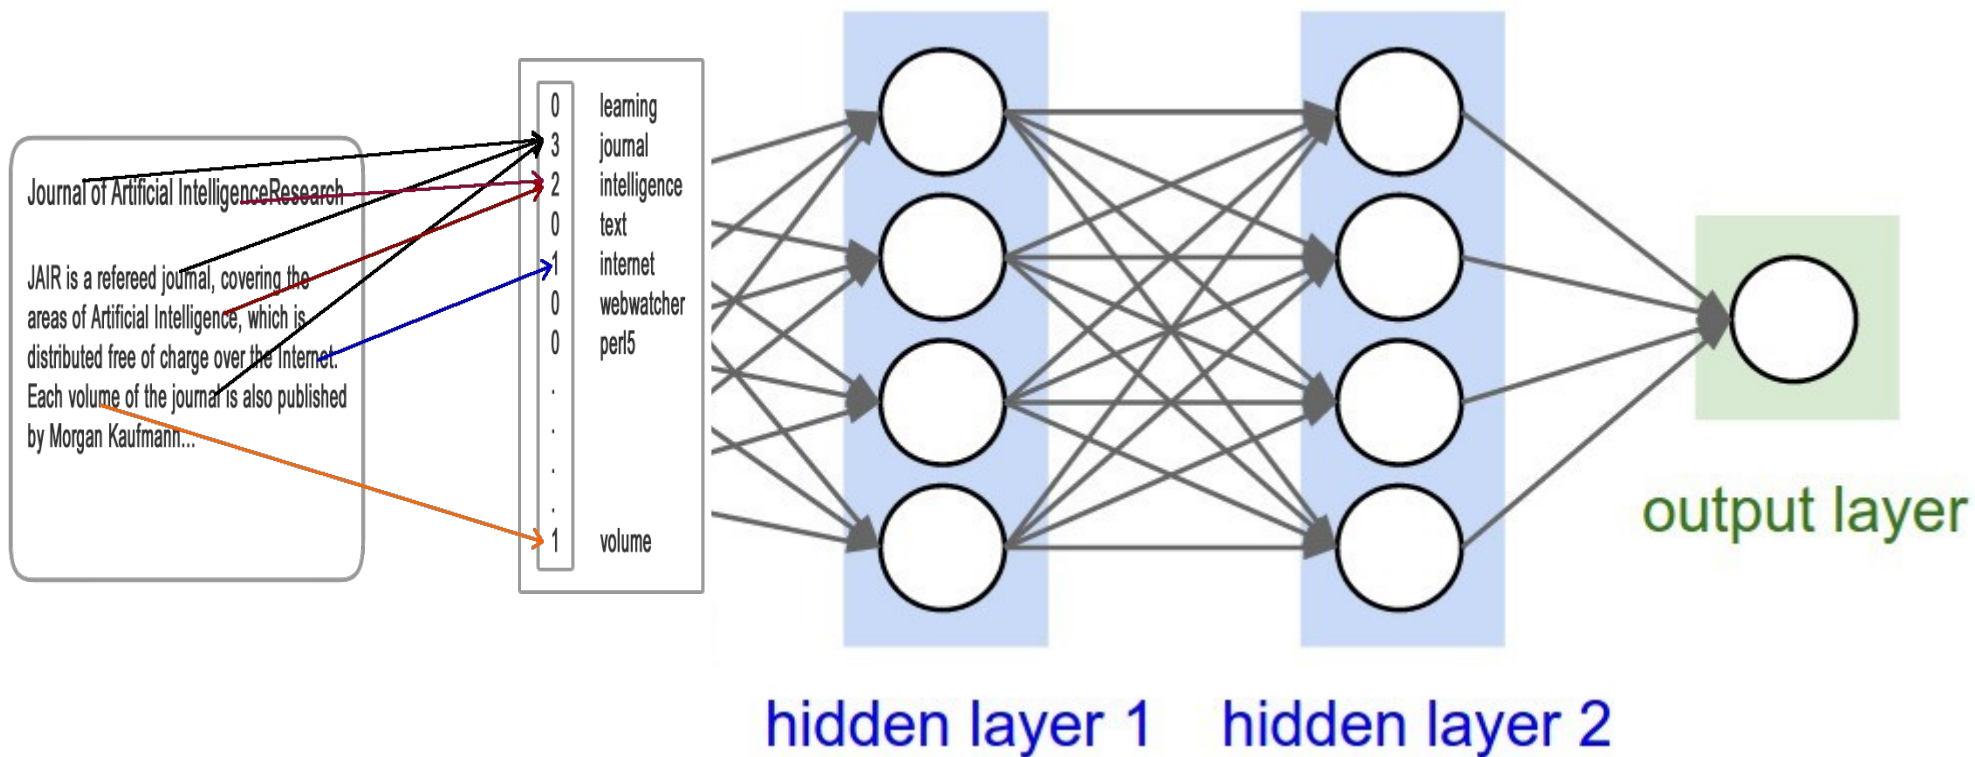 Journal of Artificial IntelligenceResearch
JAIR is a refereed journal, covering the
areas of Artificial Intelligence, which is
distributed free of charge over the Internet.
Each volume of the journal is also published
by Morgan Kaufmann...
0 learning
3 journal
2 intelligence
0 text
1 internet
0 webwatcher
0 perl5
.
.
.
.
1 volume
hidden layer 1
hidden layer 2
output layer